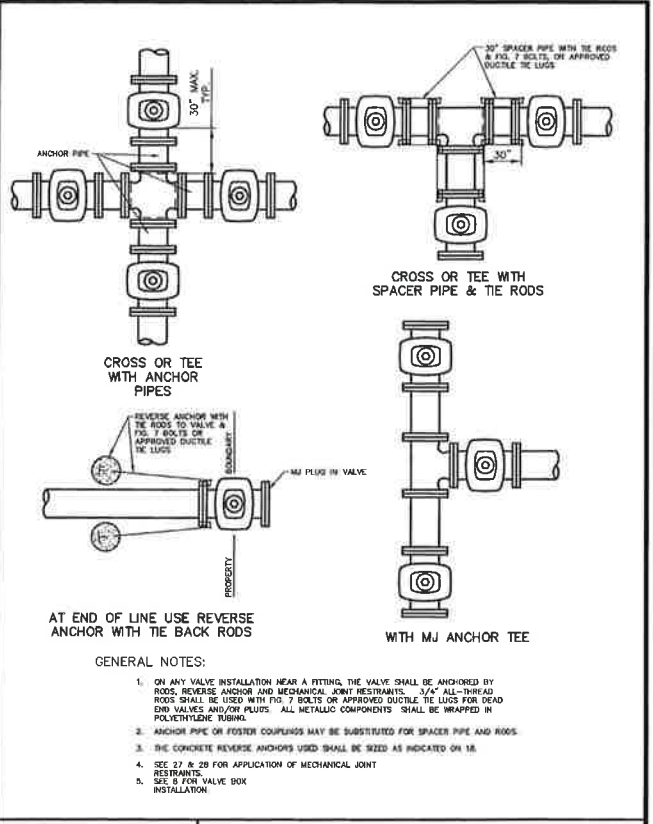 30" MAX.
TYP.
ANCHOR PIPE
CROSS OR TEE
WITH ANCHOR
PIPES
30" SPACER PIPE WITH TIE RODS
& FIG. 7 BOLTS, OR APPROVED
DUCTILE TIE LUGS
30"
CROSS OR TEE WITH
SPACER PIPE & TIE RODS
REVERSE ANCHOR WITH
TIE RODS TO VALVE &
FIG. 7 BOLTS OR
APPROVED DUCTILE
TIE LUGS
BOUNDARY
MJ PLUG IN VALVE
PROPERTY
AT END OF LINE USE REVERSE
ANCHOR WITH TIE BACK RODS
WITH MJ ANCHOR TEE
GENERAL NOTES:
1. ON ANY VALVE INSTALLATION NEAR A FITTING, THE VALVE SHALL BE ANCHORED BY
RODS, REVERSE ANCHOR AND MECHANICAL JOINT RESTRAINTS. 3/4" ALL-THREAD
RODS SHALL BE USED WITH FIG. 7 BOLTS OR APPROVED DUCTILE TIE LUGS FOR DEAD
END VALVES AND/OR PLUGS. ALL METALLIC COMPONENTS SHALL BE WRAPPED IN
POLYETHYLENE TUBING.
2. ANCHOR PIPE OR FOSTER COUPLINGS MAY BE SUBSTITUTED FOR SPACER PIPE AND RODS.
3. THE CONCRETE REVERSE ANCHORS USED SHALL BE SIZED AS INDICATED ON 18.
4. SEE 27 & 28 FOR APPLICATION OF MECHANICAL JOINT
RESTRAINTS.
5. SEE 8 FOR VALVE BOX
INSTALLATION